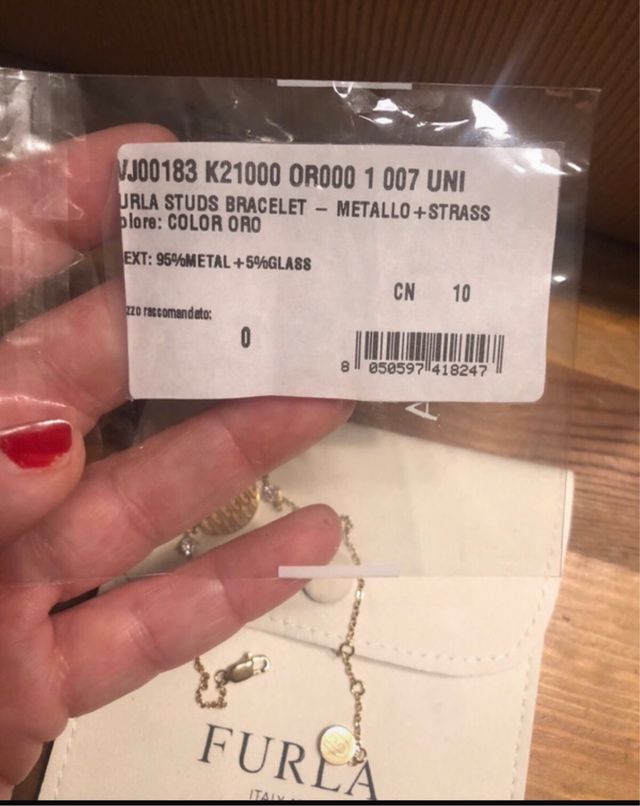 VJ00183 K21000 OR000 1 007 UNI
URLA STUDS BRACELET – METALLO+STRASS
olore: COLOR ORO
EXT: 95%METAL+5%GLASS
CN 10
zzo raccomandato:
0
8 050597 418247
FURLA
ITALY